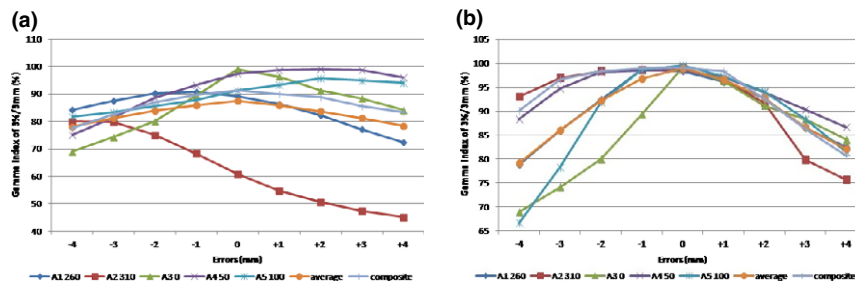 (a)
Gamma Index of 3%/3mm (%)
110
100
90
80
70
60
50
40
-4 -3 -2 -1 0 +1 +2 +3 +4
Errors (mm)
A1 260 A2 310 A3 0 A4 50 A5 100 average composite
(b)
Gamma Index of 3%/3mm (%)
105
100
95
90
85
80
75
70
65
-4 -3 -2 -1 0 +1 +2 +3 +4
Errors (mm)
A1 260 A2 310 A3 0 A4 50 A5 100 average composite